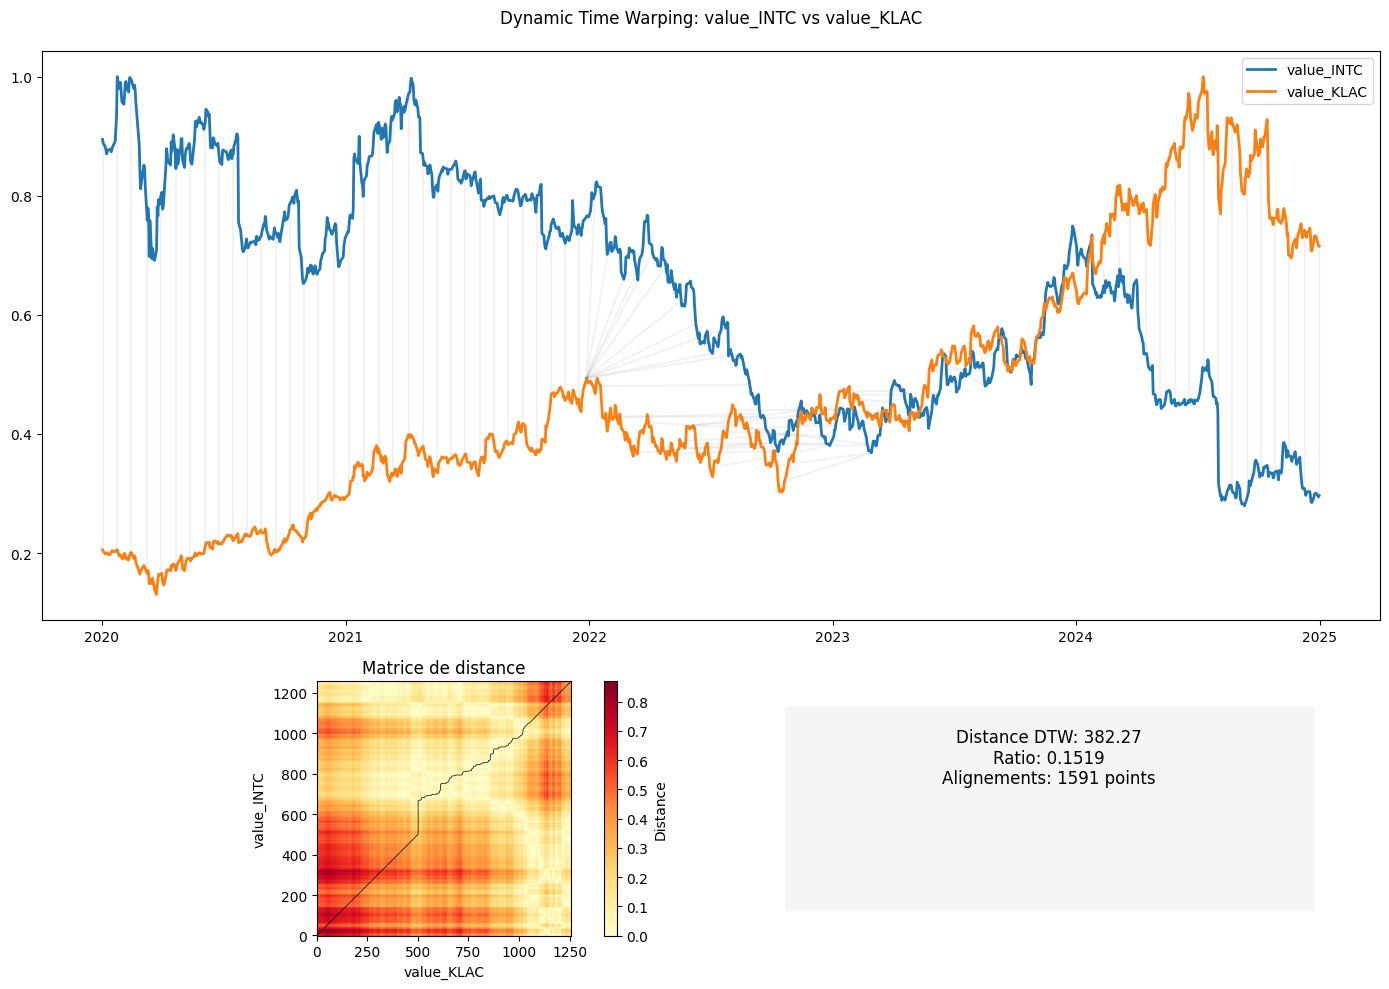 Dynamic Time Warping: value_INTC vs value_KLAC
value_INTC
value_KLAC
1.0
0.8
0.6
0.4
0.2
2020 2021 2022 2023 2024 2025
Matrice de distance
value_INTC
1200
1000
800
600
400
200
0
0 250 500 750 1000 1250
value_KLAC
0.8
0.7
0.6
0.5
0.4
0.3
0.2
0.1
0.0
Distance
Distance DTW: 382.27
Ratio: 0.1519
Alignements: 1591 points